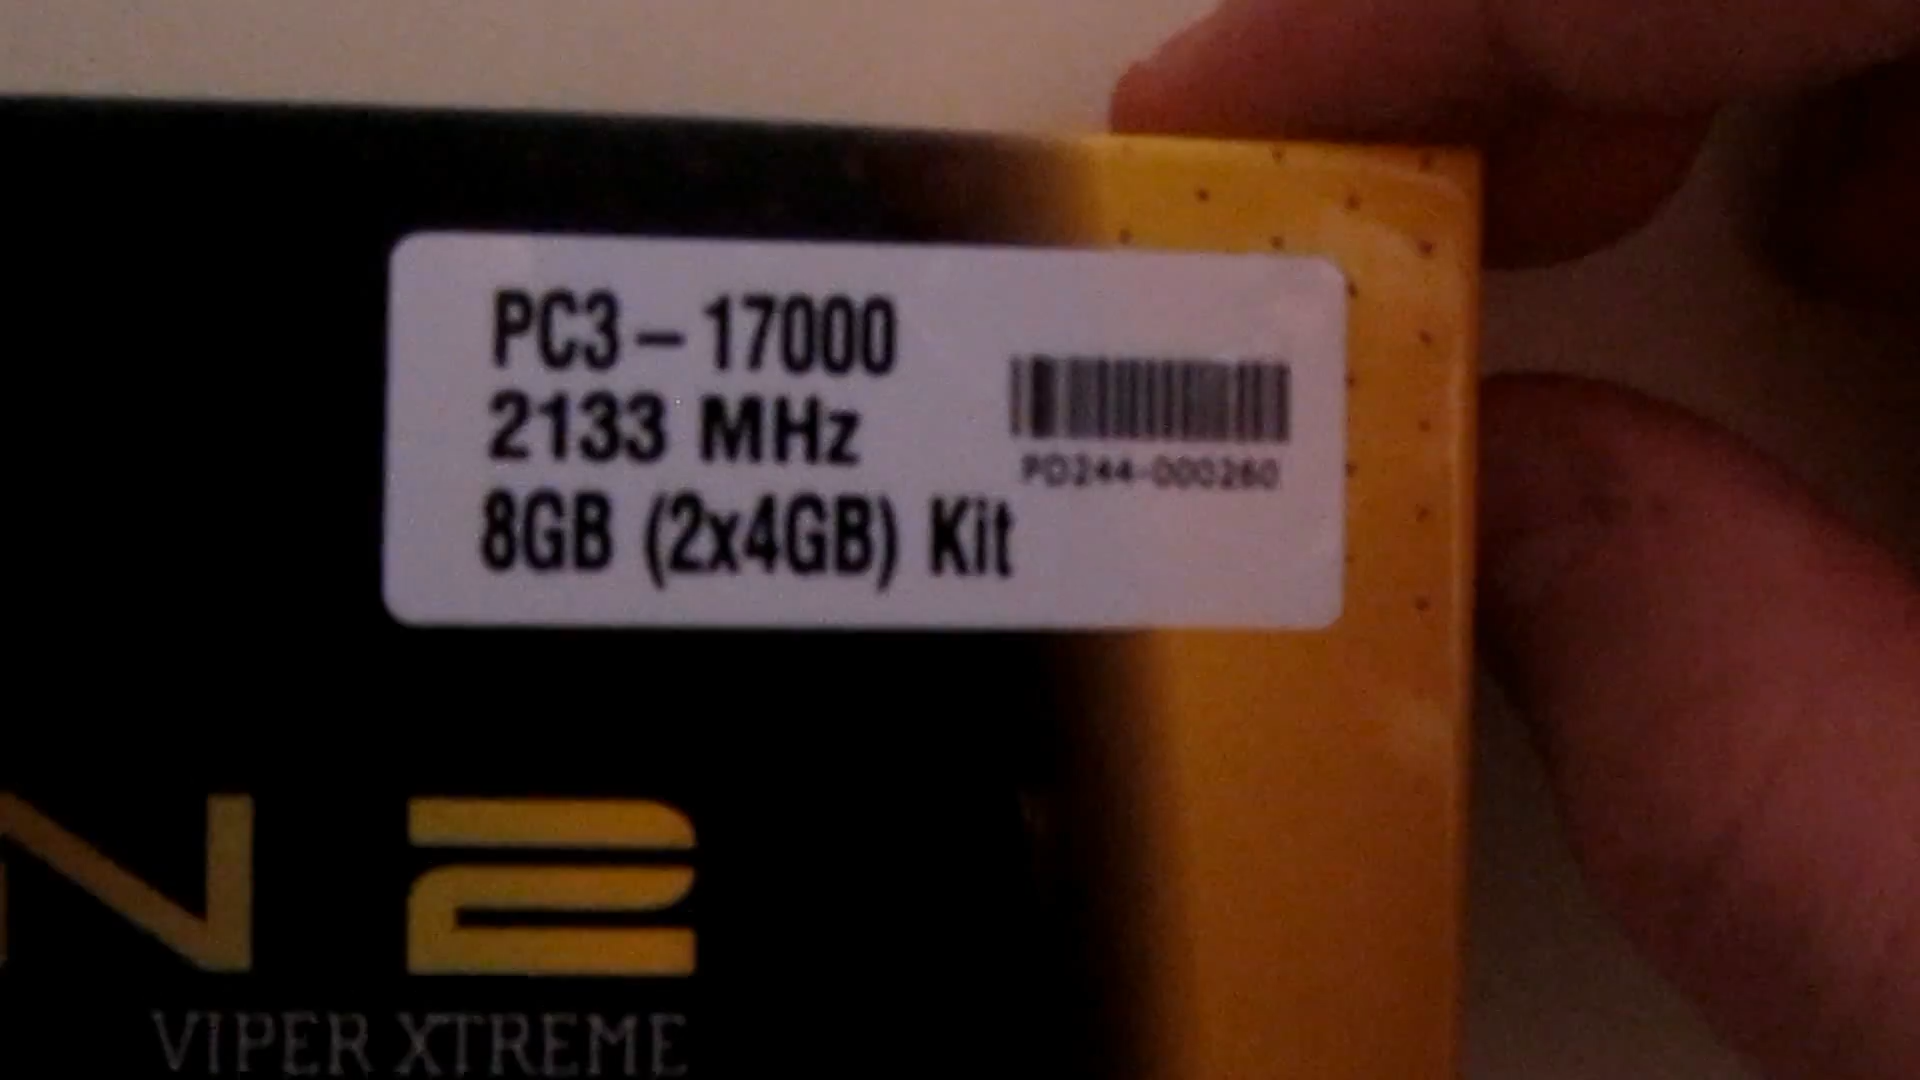 PC3-17000
2133 MHz
8GB (2x4GB) Kit
PD244-000260
N 2
VIPER XTREME